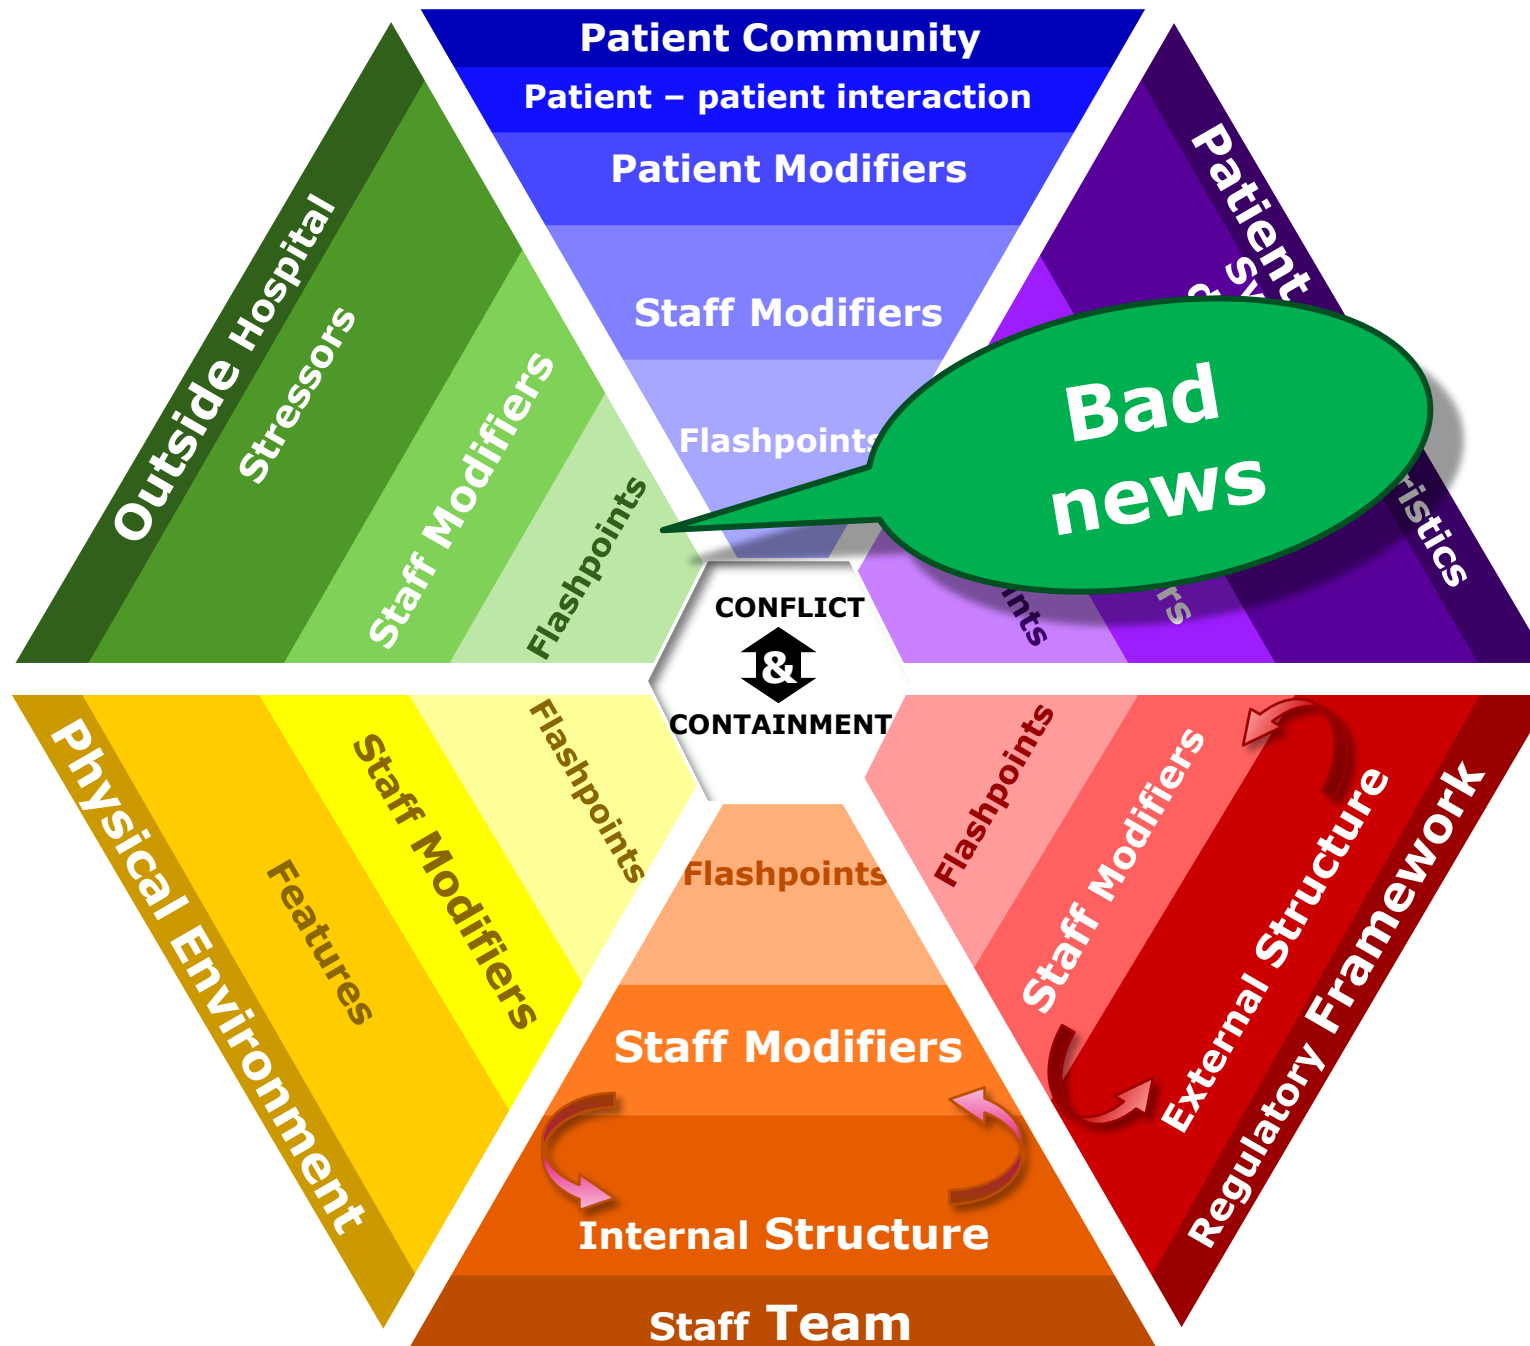 Patient Community
Patient – patient interaction
Patient Modifiers
Staff Modifiers
Flashpoints
Outside Hospital
Stressors
Staff Modifiers
Flashpoints
Patient
Bad
news
CONFLICT
&
CONTAINMENT
Physical Environment
Features
Staff Modifiers
Flashpoints
Flashpoints
Staff Modifiers
Internal Structure
Staff Team
Flashpoints
Staff Modifiers
External Structure
Regulatory Framework